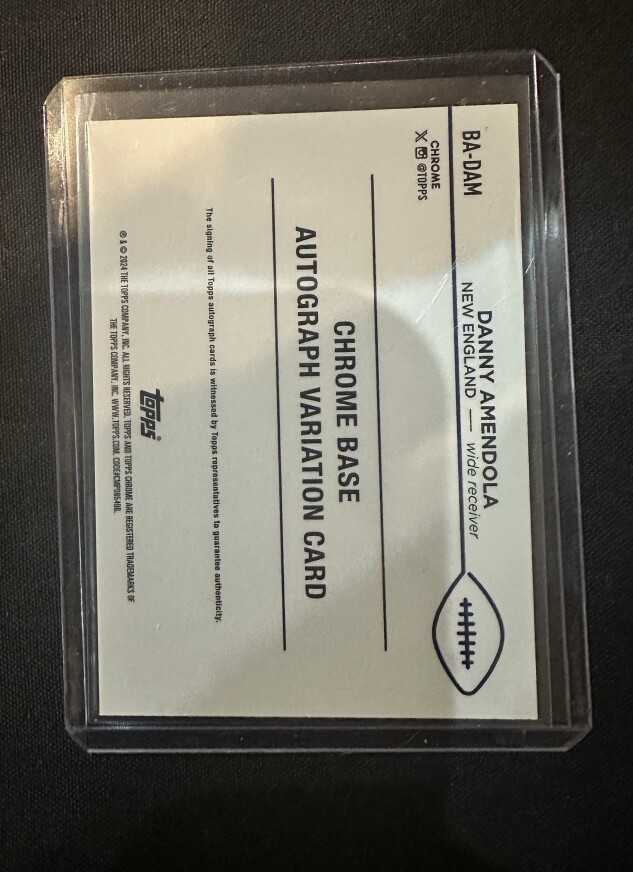 BA-DAM
DANNY AMENDOLA
NEW ENGLAND — wide receiver
CHROME
X @TOPPS
CHROME BASE
AUTOGRAPH VARIATION CARD
The signing of all Topps autograph cards is witnessed by Topps representatives to guarantee authenticity.
topps®
® & © 2024 THE TOPPS COMPANY, INC. ALL RIGHTS RESERVED. TOPPS AND TOPPS CHROME ARE REGISTERED TRADEMARKS OF
THE TOPPS COMPANY, INC. WWW.TOPPS.COM.